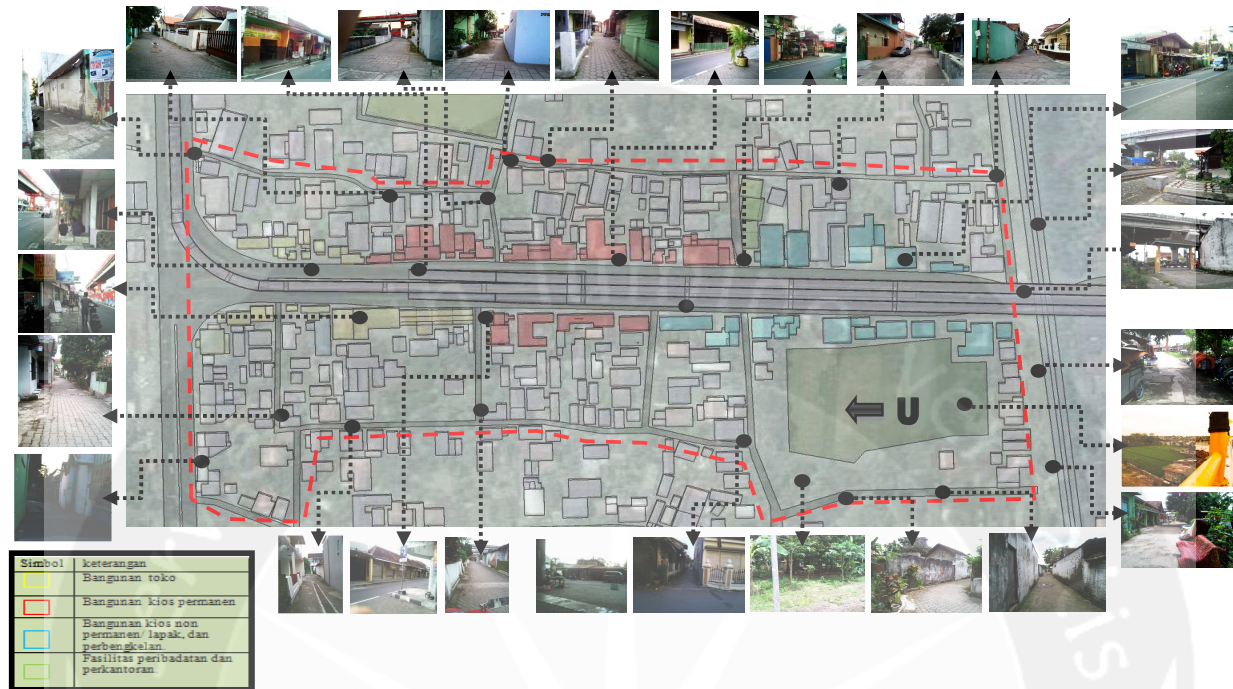 U
Simbol keterangan
Bangunan toko
Bangunan kios permanen
Bangunan kios non
permanen/ lapak, dan
perbengkelan.
Fasilitas peribadatan dan
perkantoran.